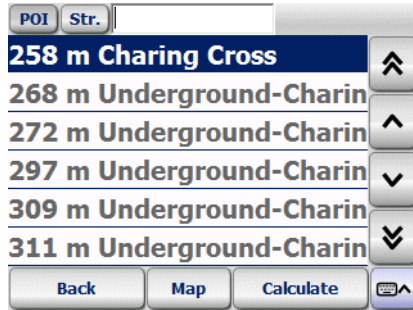 POI Str.
258 m Charing Cross
268 m Underground-Charin
272 m Underground-Charin
297 m Underground-Charin
309 m Underground-Charin
311 m Underground-Charin
Back Map Calculate